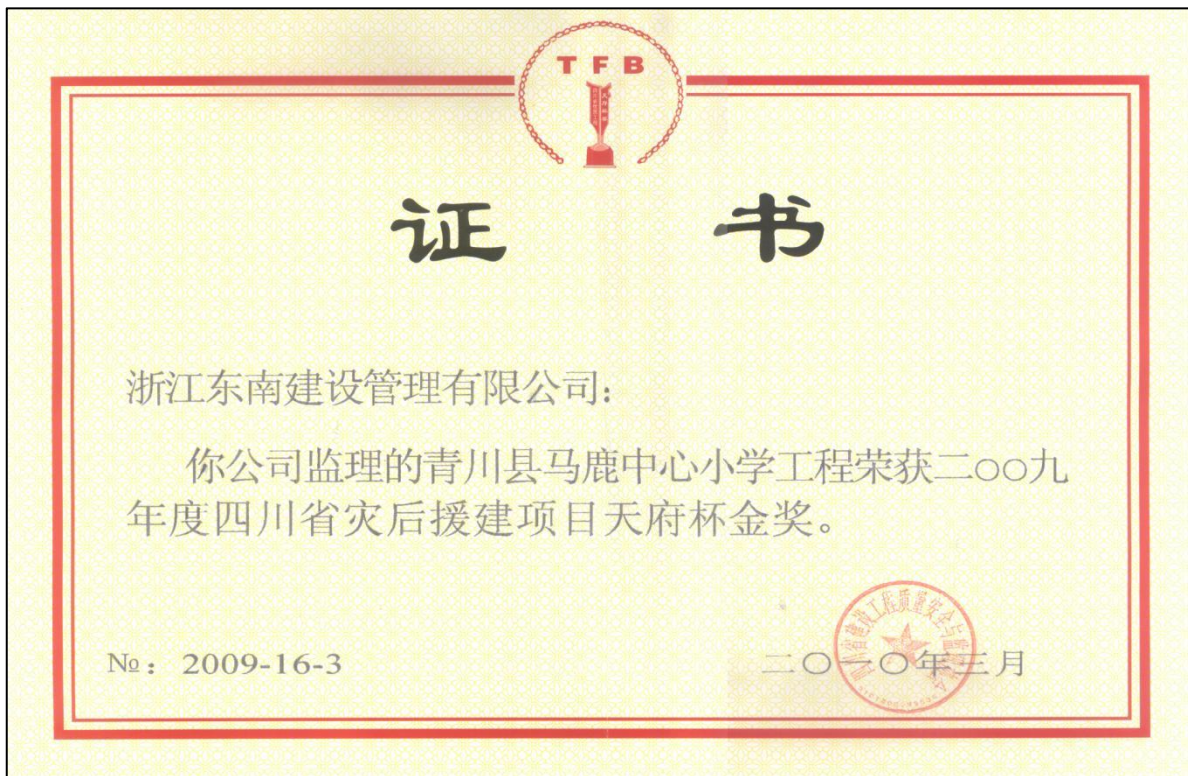 TFB
证 书
浙江东南建设管理有限公司：
你公司监理的青川县马鹿中心小学工程荣获二○○九
年度四川省灾后援建项目天府杯金奖。
№：2009-16-3
二○一○年三月